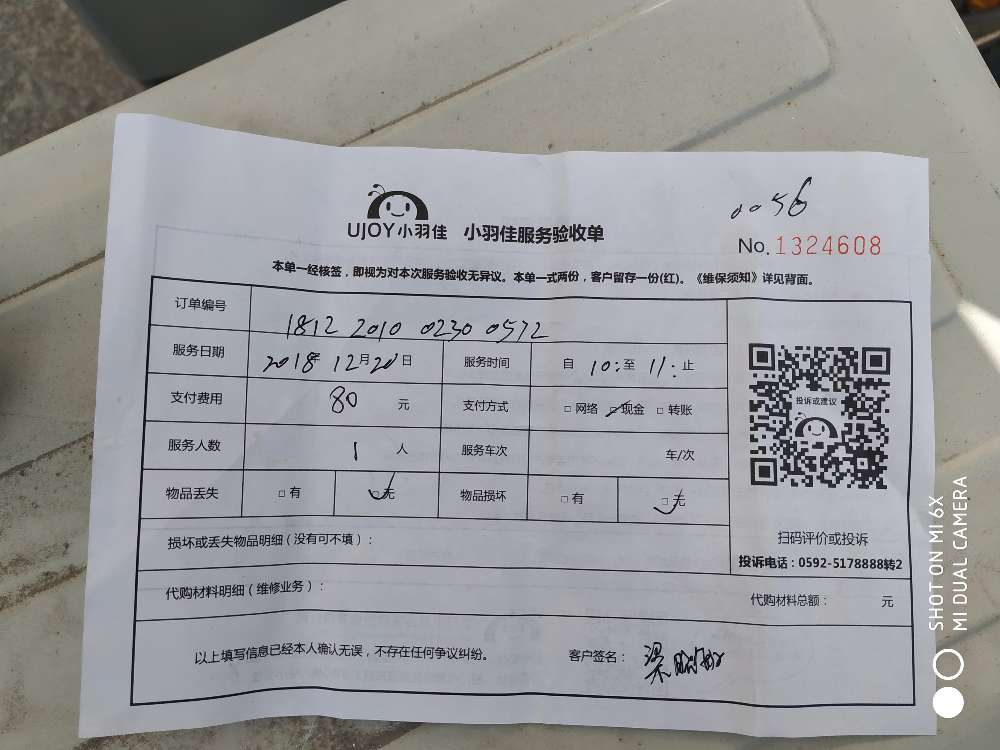 0056
UJOY小羽佳 小羽佳服务验收单
No. 1324608
本单一经核签，即视为对本次服务验收无异议。本单一式两份，客户留存一份(红)。《维保须知》详见背面。
订单编号 1812 2010 0230 0572
服务日期 2018年 12月20日 服务时间 自 10:至 11:止
支付费用 80 元 支付方式 □网络 □现金 □转账
服务人数 1 人 服务车次 车/次
物品丢失 □有 □无 物品损坏 □有 □无
投诉或建议
扫码评价或投诉
投诉电话：0592-5178888转2
损坏或丢失物品明细（没有可不填）：
代购材料明细（维修业务）： 代购材料总额： 元
以上填写信息已经本人确认无误，不存在任何争议纠纷。 客户签名： 梁
SHOT ON MI 6X
MI DUAL CAMERA